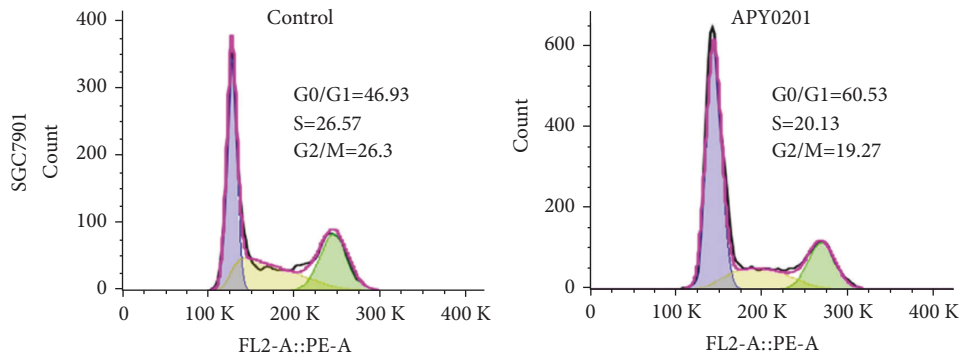 Control
SGC7901
Count
400
300
200
100
0
G0/G1=46.93
S=26.57
G2/M=26.3
0 100 K 200 K 300 K 400 K
FL2-A::PE-A
APY0201
Count
600
400
200
0
G0/G1=60.53
S=20.13
G2/M=19.27
0 100 K 200 K 300 K 400 K
FL2-A::PE-A